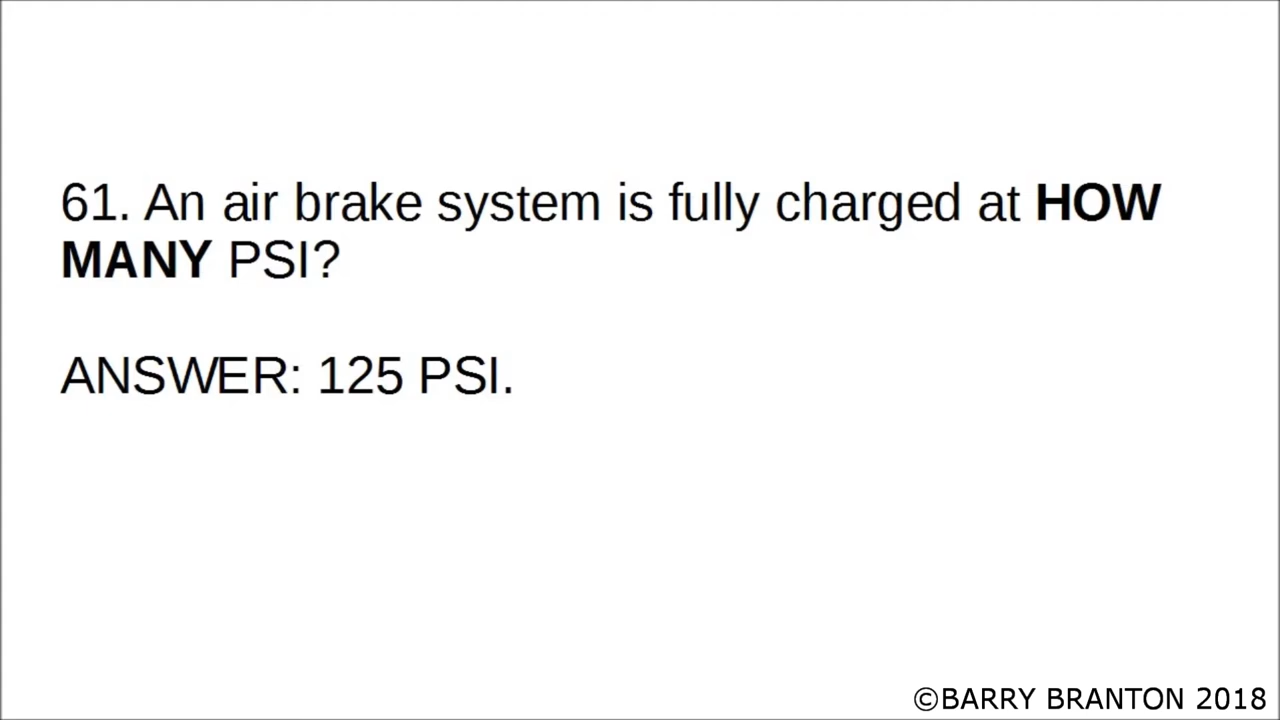 61. An air brake system is fully charged at HOW
MANY PSI?
ANSWER: 125 PSI.
©BARRY BRANTON 2018